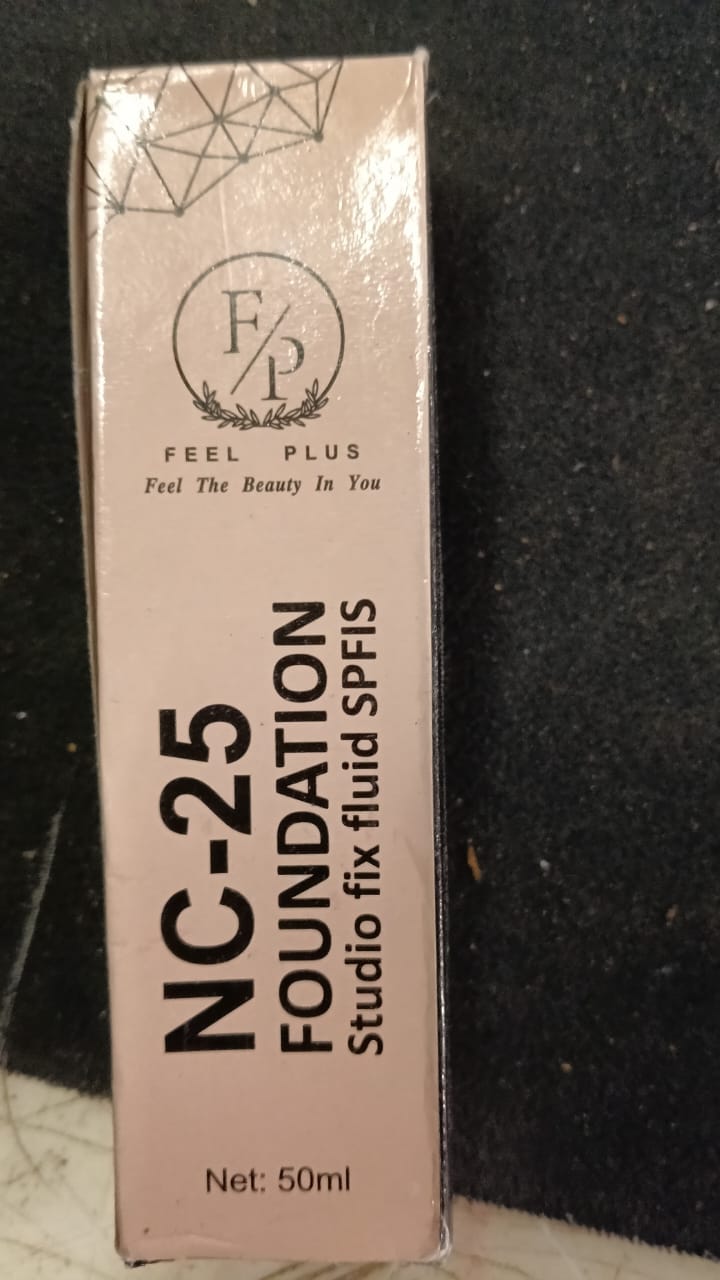 F/P
FEEL PLUS
Feel The Beauty In You
NC-25
FOUNDATION
Studio fix fluid SPFIS
Net: 50ml